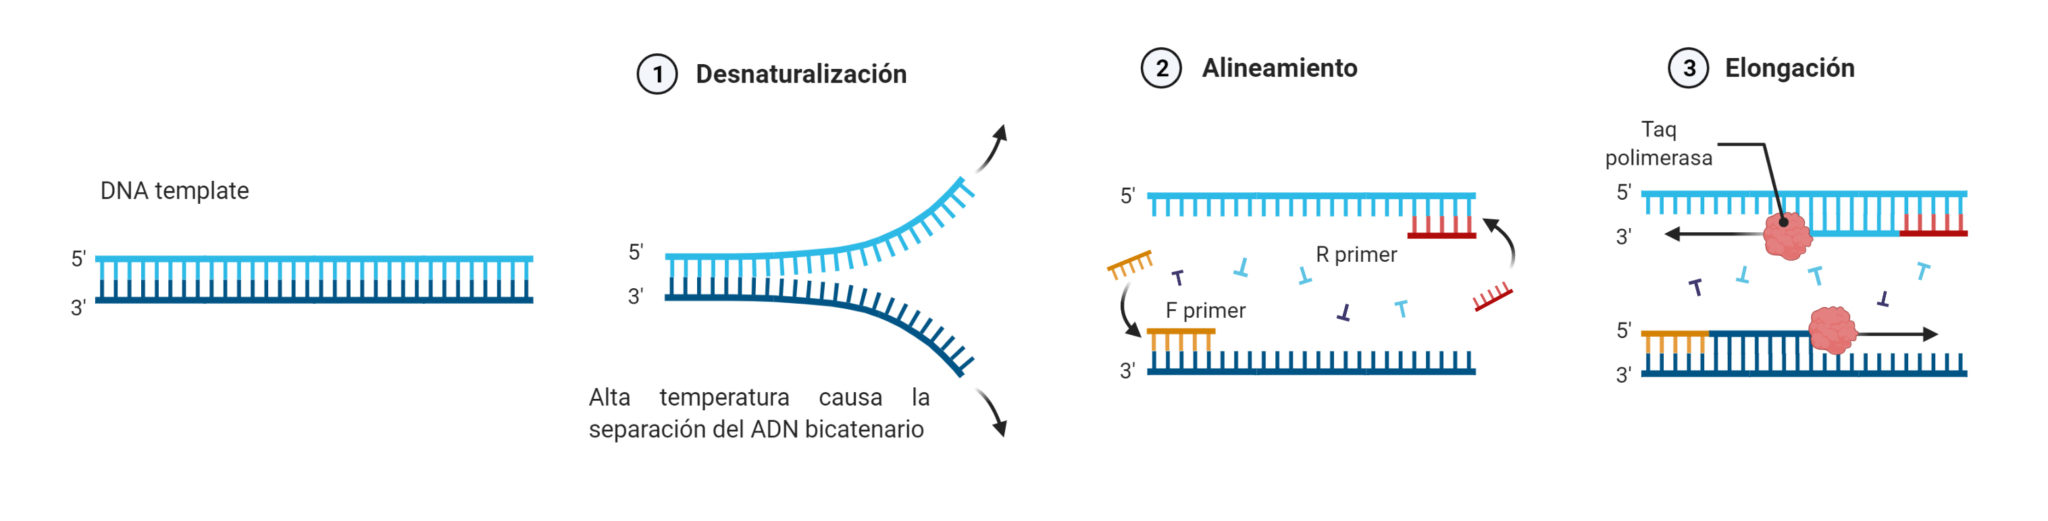 DNA template
5'
3'
1 Desnaturalización
5'
3'
Alta temperatura causa la
separación del ADN bicatenario
2 Alineamiento
5'
R primer
F primer
3'
3 Elongación
Taq
polimerasa
5'
3'
5'
3'